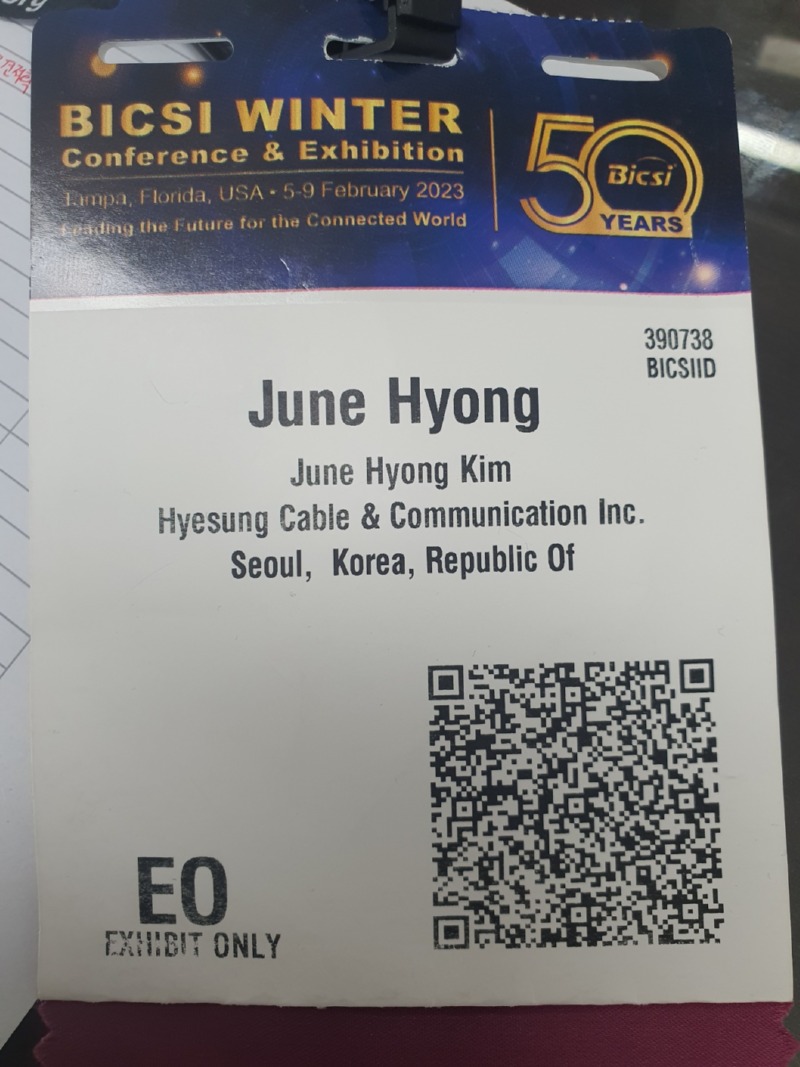 BICSI WINTER
Conference & Exhibition
Tampa, Florida, USA • 5-9 February 2023
Leading the Future for the Connected World
50
Bicsi
YEARS
390738
BICSIID
June Hyong
June Hyong Kim
Hyesung Cable & Communication Inc.
Seoul, Korea, Republic Of
EO
EXHIBIT ONLY